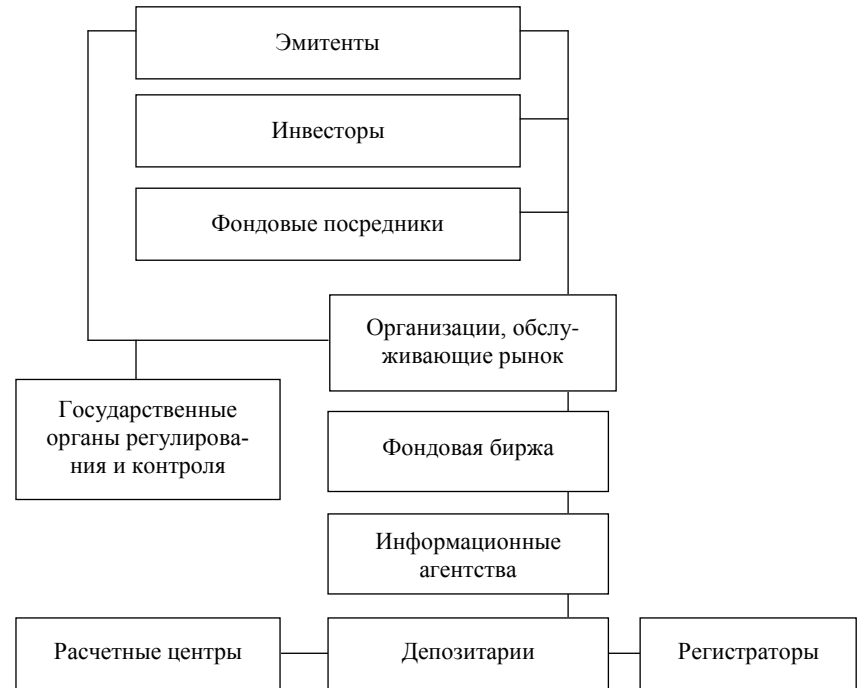 Эмитенты
Инвесторы
Фондовые посредники
Организации, обслу-
живающие рынок
Государственные
органы регулирова-
ния и контроля
Фондовая биржа
Информационные
агентства
Расчетные центры
Депозитарии
Регистраторы